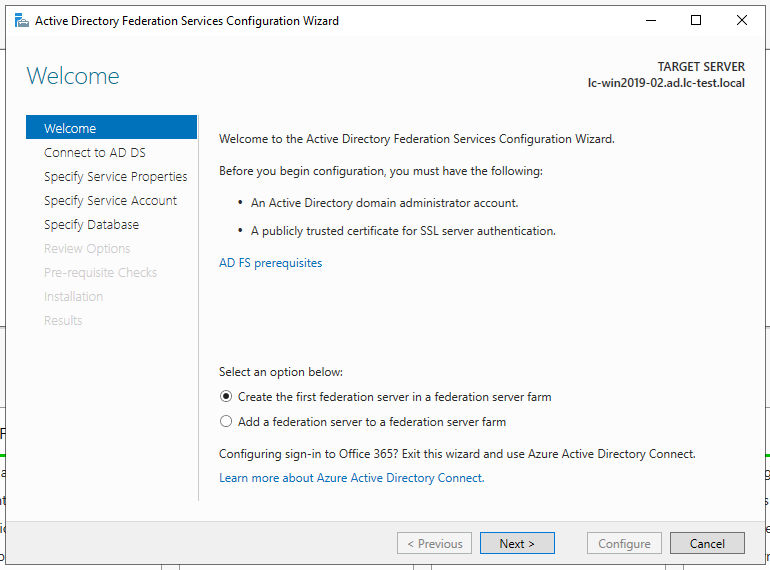 Active Directory Federation Services Configuration Wizard
Welcome
TARGET SERVER
lc-win2019-02.ad.lc-test.local
Welcome
Connect to AD DS
Specify Service Properties
Specify Service Account
Specify Database
Review Options
Pre-requisite Checks
Installation
Results
Welcome to the Active Directory Federation Services Configuration Wizard.
Before you begin configuration, you must have the following:
• An Active Directory domain administrator account.
• A publicly trusted certificate for SSL server authentication.
AD FS prerequisites
Select an option below:
Create the first federation server in a federation server farm
Add a federation server to a federation server farm
Configuring sign-in to Office 365? Exit this wizard and use Azure Active Directory Connect.
Learn more about Azure Active Directory Connect.
< Previous
Next >
Configure
Cancel